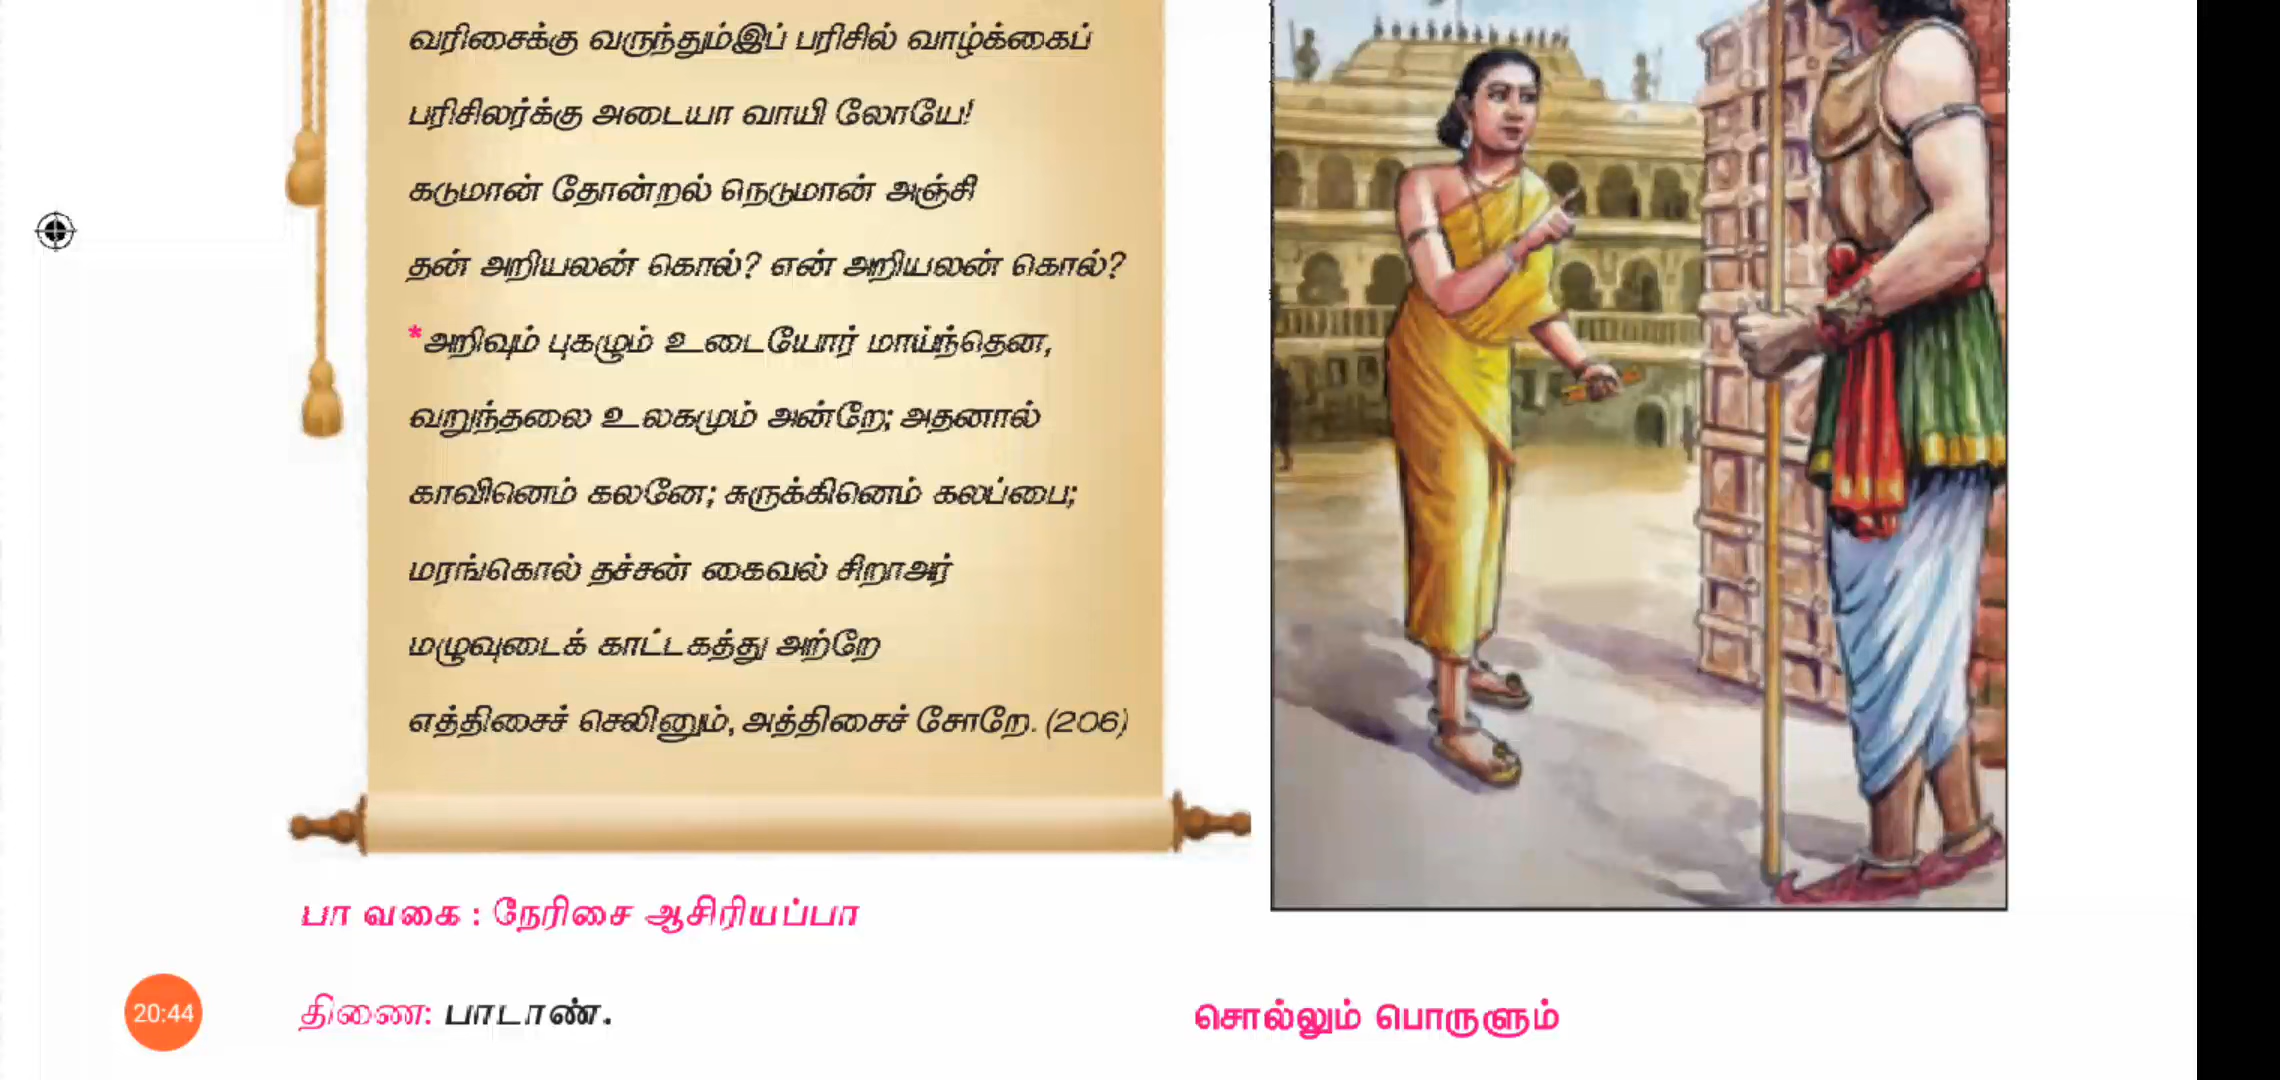 வரிசைக்கு வருந்தும்இப் பரிசில் வாழ்க்கைப்
பரிசிலர்க்கு அடையா வாயி லோயே!
கடுமான் தோன்றல் நெடுமான் அஞ்சி
தன் அறியலன் கொல்? என் அறியலன் கொல்?
*அறிவும் புகழும் உடையோர் மாய்ந்தென,
வறுந்தலை உலகமும் அன்றே; அதனால்
காவினெம் கலனே; சுருக்கினெம் கலப்பை;
மரங்கொல் தச்சன் கைவல் சிறாஅர்
மழுவுடைக் காட்டகத்து அற்றே
எத்திசைச் செலினும், அத்திசைச் சோறே. (206)
பா வகை : நேரிசை ஆசிரியப்பா
20:44
திணை: பாடாண்.
சொல்லும் பொருளும்